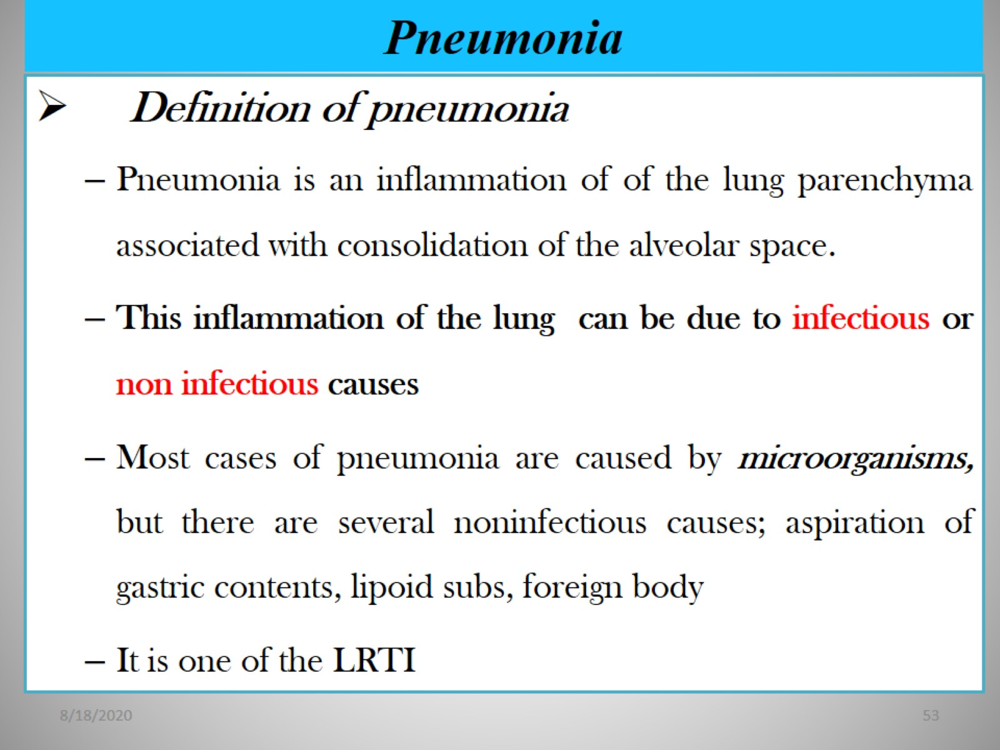 Pneumonia
➢ Definition of pneumonia
– Pneumonia is an inflammation of of the lung parenchyma
associated with consolidation of the alveolar space.
– This inflammation of the lung can be due to infectious or
non infectious causes
– Most cases of pneumonia are caused by microorganisms,
but there are several noninfectious causes; aspiration of
gastric contents, lipoid subs, foreign body
– It is one of the LRTI
8/18/2020
53